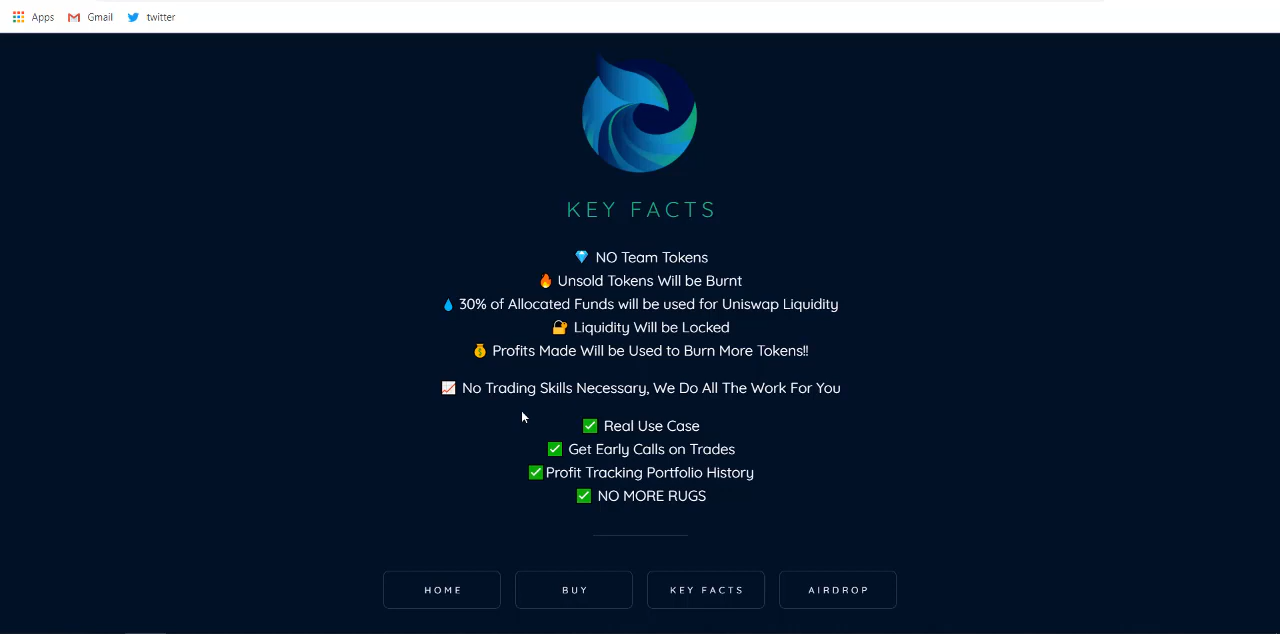 Apps Gmail twitter
KEY FACTS
💎 NO Team Tokens
🔥 Unsold Tokens Will be Burnt
💧 30% of Allocated Funds will be used for Uniswap Liquidity
🔐 Liquidity Will be Locked
💰 Profits Made Will be Used to Burn More Tokens!!
📈 No Trading Skills Necessary, We Do All The Work For You
✅ Real Use Case
✅ Get Early Calls on Trades
✅ Profit Tracking Portfolio History
✅ NO MORE RUGS
HOME BUY KEY FACTS AIRDROP